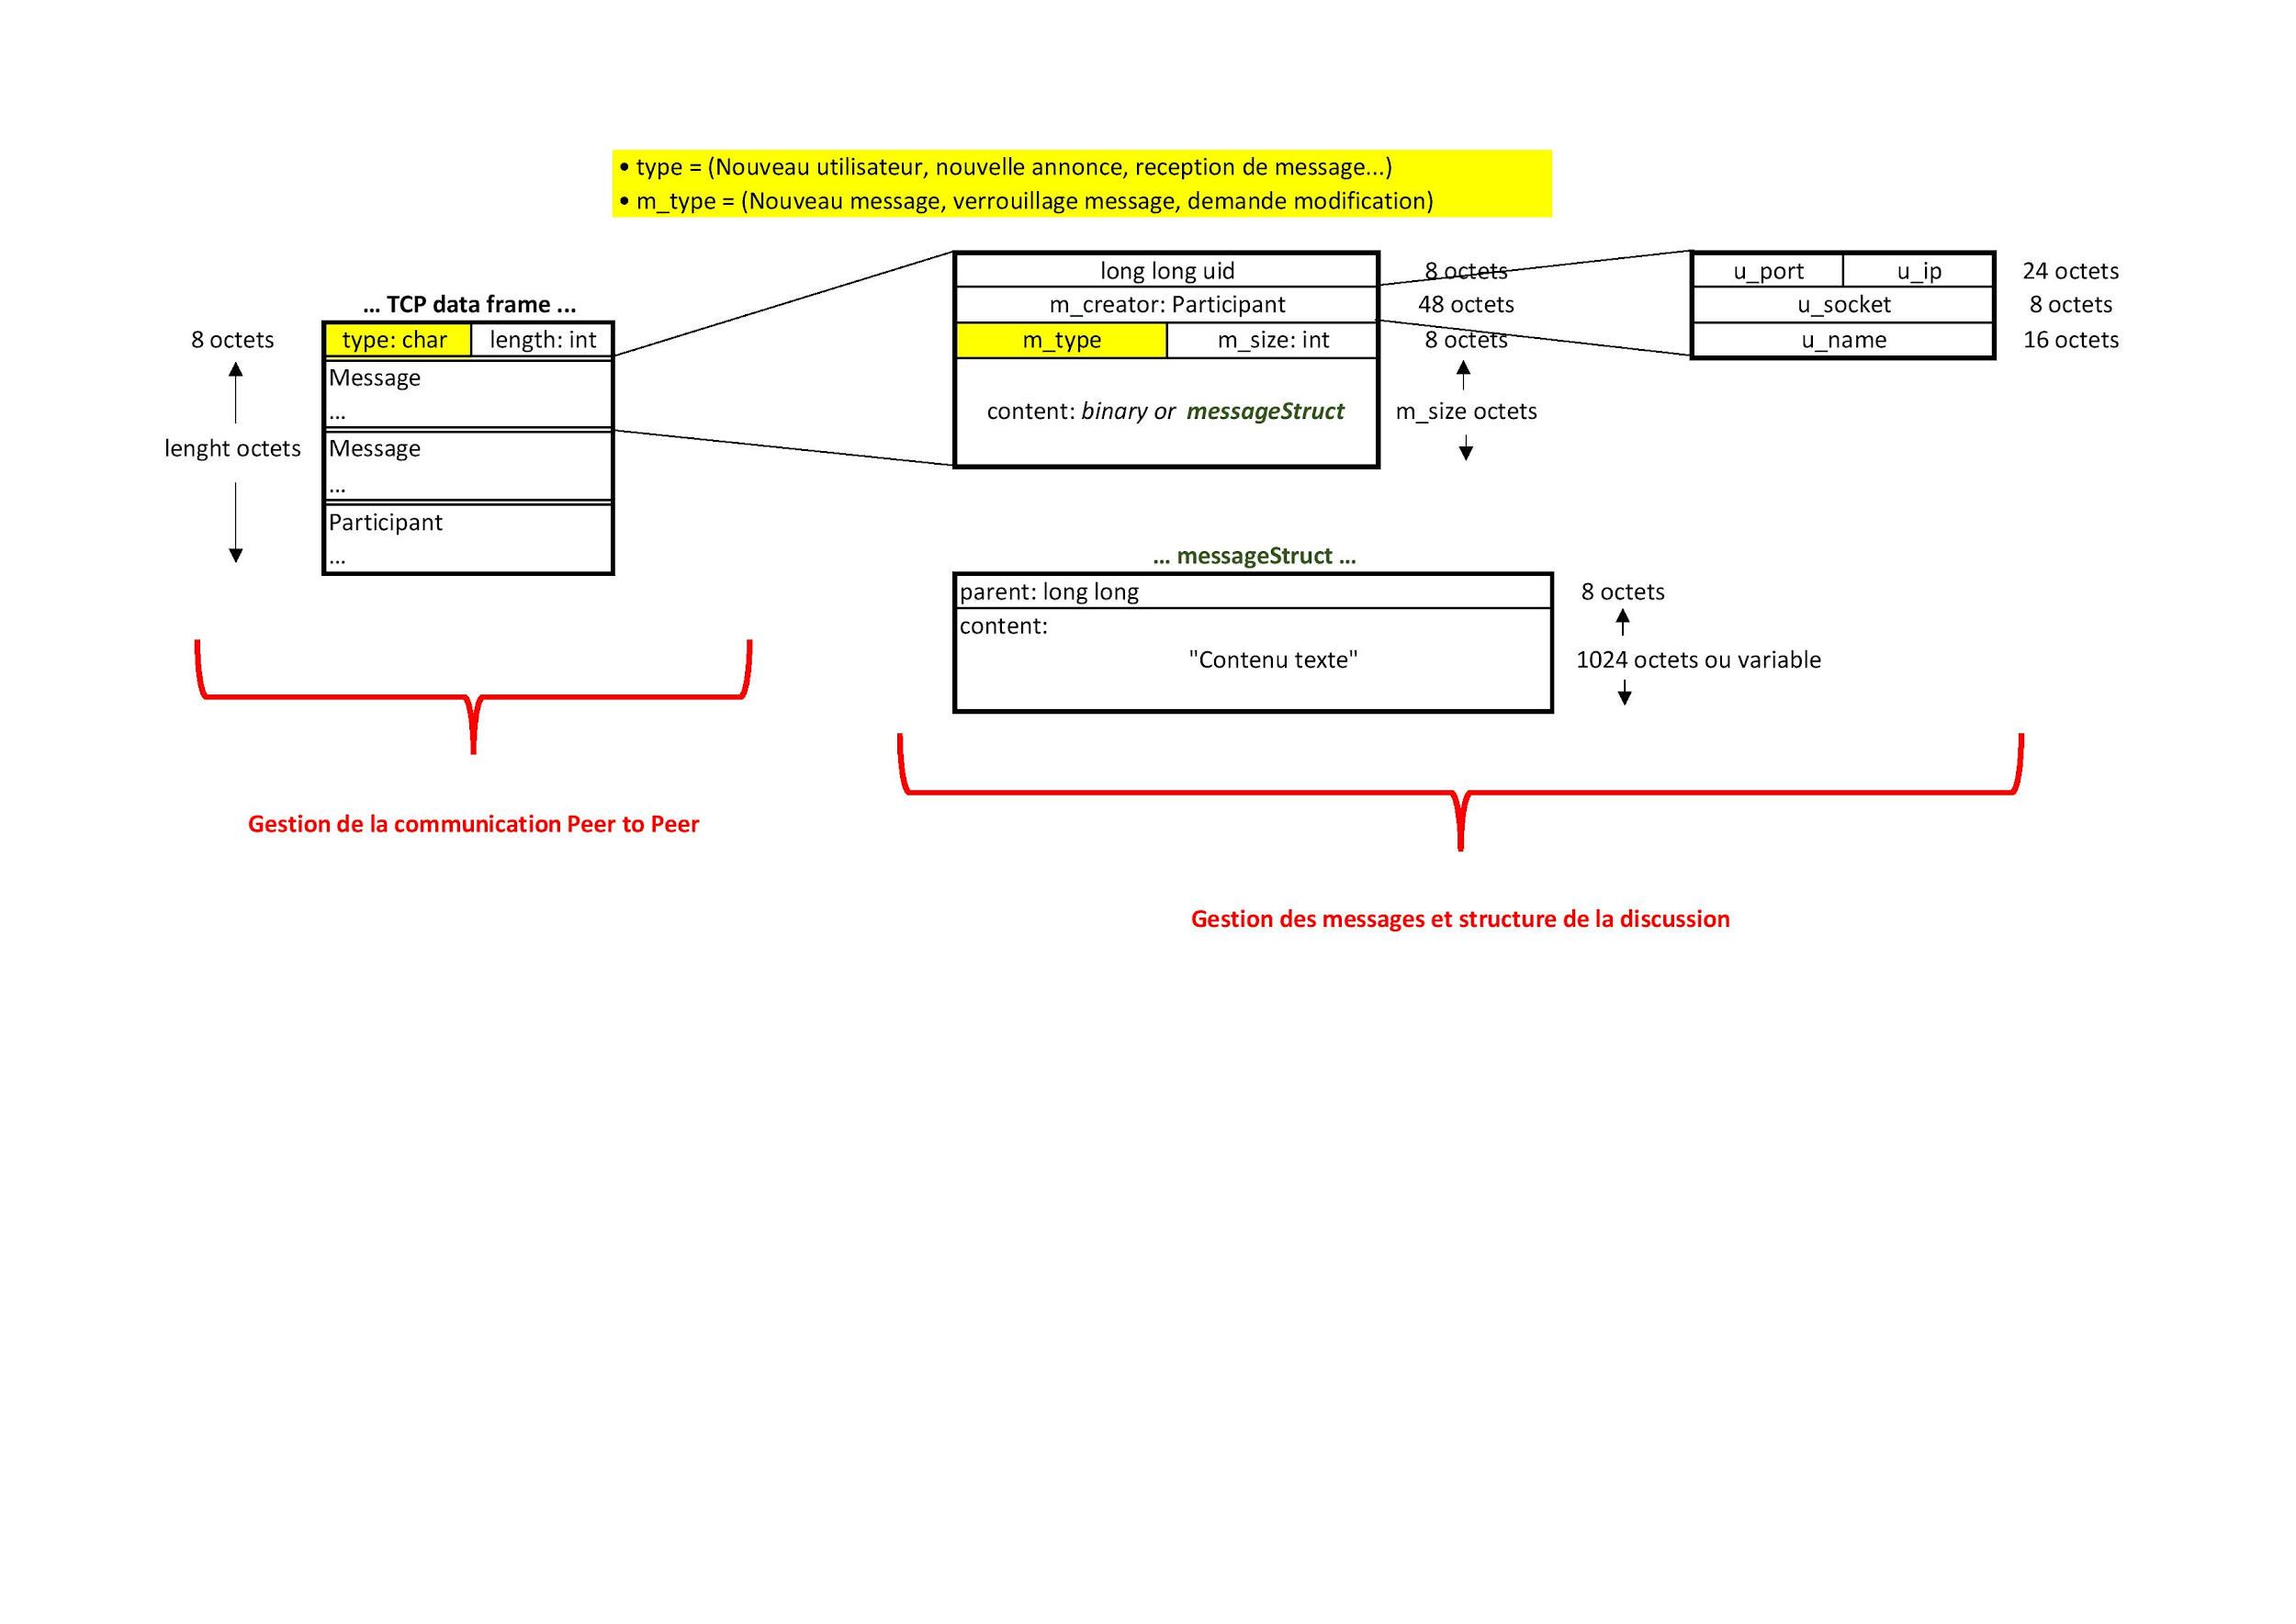 • type = (Nouveau utilisateur, nouvelle annonce, reception de message...)
• m_type = (Nouveau message, verrouillage message, demande modification)
... TCP data frame ...
8 octets
type: char
length: int
Message
...
lenght octets
Message
...
Participant
...
long long uid
8 octets
m_creator: Participant
48 octets
m_type
m_size: int
8 octets
content: binary or messageStruct
m_size octets
u_port
u_ip
24 octets
u_socket
8 octets
u_name
16 octets
... messageStruct ...
parent: long long
8 octets
content:
"Contenu texte"
1024 octets ou variable
Gestion de la communication Peer to Peer
Gestion des messages et structure de la discussion